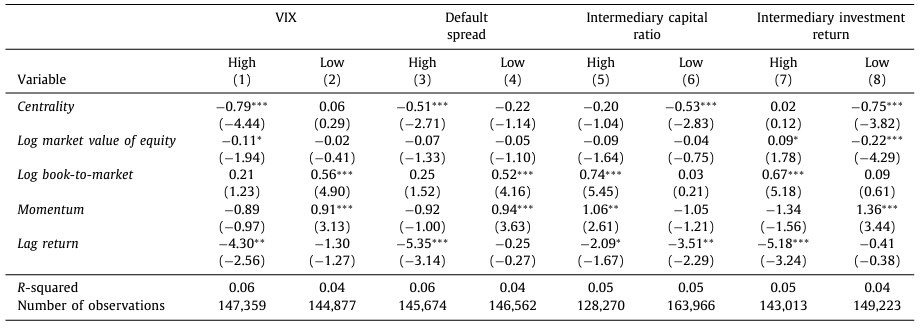 VIX Default Intermediary capital Intermediary investment
spread ratio return
High Low High Low High Low High Low
Variable (1) (2) (3) (4) (5) (6) (7) (8)
Centrality −0.79*** 0.06 −0.51*** −0.22 −0.20 −0.53*** 0.02 −0.75***
(−4.44) (0.29) (−2.71) (−1.14) (−1.04) (−2.83) (0.12) (−3.82)
Log market value of equity −0.11* −0.02 −0.07 −0.05 −0.09 −0.04 0.09* −0.22***
(−1.94) (−0.41) (−1.33) (−1.10) (−1.64) (−0.75) (1.78) (−4.29)
Log book-to-market 0.21 0.56*** 0.25 0.52*** 0.74*** 0.03 0.67*** 0.09
(1.23) (4.90) (1.52) (4.16) (5.45) (0.21) (5.18) (0.61)
Momentum −0.89 0.91*** −0.92 0.94*** 1.06** −1.05 −1.34 1.36***
(−0.97) (3.13) (−1.00) (3.63) (2.61) (−1.21) (−1.56) (3.44)
Lag return −4.30** −1.30 −5.35*** −0.25 −2.09* −3.51** −5.18*** −0.41
(−2.56) (−1.27) (−3.14) (−0.27) (−1.67) (−2.29) (−3.24) (−0.38)
R-squared 0.06 0.04 0.06 0.04 0.05 0.05 0.05 0.04
Number of observations 147,359 144,877 145,674 146,562 128,270 163,966 143,013 149,223